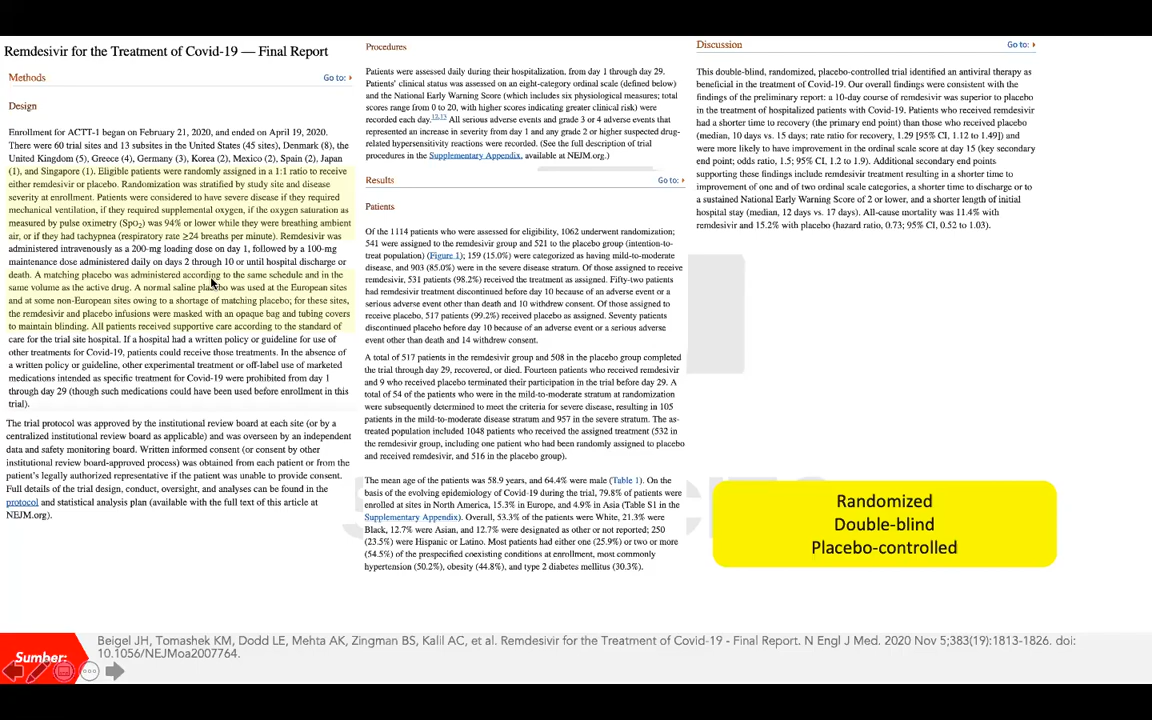 Remdesivir for the Treatment of Covid-19 — Final Report
Methods
Go to:
Design
Enrollment for ACTT-1 began on February 21, 2020, and ended on April 19, 2020.
There were 60 trial sites and 13 subsites in the United States (45 sites), Denmark (8), the
United Kingdom (5), Greece (4), Germany (3), Korea (2), Mexico (2), Spain (2), Japan
(1), and Singapore (1). Eligible patients were randomly assigned in a 1:1 ratio to receive
either remdesivir or placebo. Randomization was stratified by study site and disease
severity at enrollment. Patients were considered to have severe disease if they required
mechanical ventilation, if they required supplemental oxygen, if the oxygen saturation as
measured by pulse oximetry (SpO2) was 94% or lower while they were breathing ambient
air, or if they had tachypnea (respiratory rate ≥24 breaths per minute). Remdesivir was
administered intravenously as a 200-mg loading dose on day 1, followed by a 100-mg
maintenance dose administered daily on days 2 through 10 or until hospital discharge or
death. A matching placebo was administered according to the same schedule and in the
same volume as the active drug. A normal saline placebo was used at the European sites
and at some non-European sites owing to a shortage of matching placebo; for these sites,
the remdesivir and placebo infusions were masked with an opaque bag and tubing covers
to maintain blinding. All patients received supportive care according to the standard of
care for the trial site hospital. If a hospital had a written policy or guideline for use of
other treatments for Covid-19, patients could receive those treatments. In the absence of
a written policy or guideline, other experimental treatment or off-label use of marketed
medications intended as specific treatment for Covid-19 were prohibited from day 1
through day 29 (though such medications could have been used before enrollment in this
trial).
The trial protocol was approved by the institutional review board at each site (or by a
centralized institutional review board as applicable) and was overseen by an independent
data and safety monitoring board. Written informed consent (or consent by other
institutional review board-approved process) was obtained from each patient or from the
patient's legally authorized representative if the patient was unable to provide consent.
Full details of the trial design, conduct, oversight, and analyses can be found in the
protocol and statistical analysis plan (available with the full text of this article at
NEJM.org).
Procedures
Patients were assessed daily during their hospitalization, from day 1 through day 29.
Patients' clinical status was assessed on an eight-category ordinal scale (defined below)
and the National Early Warning Score (which includes six physiological measures; total
scores range from 0 to 20, with higher scores indicating greater clinical risk) were
recorded each day.12,13 All serious adverse events and grade 3 or 4 adverse events that
represented an increase in severity from day 1 and any grade 2 or higher suspected drug-
related hypersensitivity reactions were recorded. (See the full description of trial
procedures in the Supplementary Appendix, available at NEJM.org.)
Results
Go to:
Patients
Of the 1114 patients who were assessed for eligibility, 1062 underwent randomization;
541 were assigned to the remdesivir group and 521 to the placebo group (intention-to-
treat population) (Figure 1); 159 (15.0%) were categorized as having mild-to-moderate
disease, and 903 (85.0%) were in the severe disease stratum. Of those assigned to receive
remdesivir, 531 patients (98.2%) received the treatment as assigned. Fifty-two patients
had remdesivir treatment discontinued before day 10 because of an adverse event or a
serious adverse event other than death and 10 withdrew consent. Of those assigned to
receive placebo, 517 patients (99.2%) received placebo as assigned. Seventy patients
discontinued placebo before day 10 because of an adverse event or a serious adverse
event other than death and 14 withdrew consent.
A total of 517 patients in the remdesivir group and 508 in the placebo group completed
the trial through day 29, recovered, or died. Fourteen patients who received remdesivir
and 9 who received placebo terminated their participation in the trial before day 29. A
total of 54 of the patients who were in the mild-to-moderate stratum at randomization
were subsequently determined to meet the criteria for severe disease, resulting in 105
patients in the mild-to-moderate disease stratum and 957 in the severe stratum. The as-
treated population included 1048 patients who received the assigned treatment (532 in
the remdesivir group, including one patient who had been randomly assigned to placebo
and received remdesivir, and 516 in the placebo group).
The mean age of the patients was 58.9 years, and 64.4% were male (Table 1). On the
basis of the evolving epidemiology of Covid-19 during the trial, 79.8% of patients were
enrolled at sites in North America, 15.3% in Europe, and 4.9% in Asia (Table S1 in the
Supplementary Appendix). Overall, 53.3% of the patients were White, 21.3% were
Black, 12.7% were Asian, and 12.7% were designated as other or not reported; 250
(23.5%) were Hispanic or Latino. Most patients had either one (25.9%) or two or more
(54.5%) of the prespecified coexisting conditions at enrollment, most commonly
hypertension (50.2%), obesity (44.8%), and type 2 diabetes mellitus (30.3%).
Discussion
Go to:
This double-blind, randomized, placebo-controlled trial identified an antiviral therapy as
beneficial in the treatment of Covid-19. Our overall findings were consistent with the
findings of the preliminary report: a 10-day course of remdesivir was superior to placebo
in the treatment of hospitalized patients with Covid-19. Patients who received remdesivir
had a shorter time to recovery (the primary end point) than those who received placebo
(median, 10 days vs. 15 days; rate ratio for recovery, 1.29 [95% CI, 1.12 to 1.49]) and
were more likely to have improvement in the ordinal scale score at day 15 (key secondary
end point; odds ratio, 1.5; 95% CI, 1.2 to 1.9). Additional secondary end points
supporting these findings include remdesivir treatment resulting in a shorter time to
improvement of one and of two ordinal scale categories, a shorter time to discharge or to
a sustained National Early Warning Score of 2 or lower, and a shorter length of initial
hospital stay (median, 12 days vs. 17 days). All-cause mortality was 11.4% with
remdesivir and 15.2% with placebo (hazard ratio, 0.73; 95% CI, 0.52 to 1.03).
Randomized
Double-blind
Placebo-controlled
Sumber:
Beigel JH, Tomashek KM, Dodd LE, Mehta AK, Zingman BS, Kalil AC, et al. Remdesivir for the Treatment of Covid-19 - Final Report. N Engl J Med. 2020 Nov 5;383(19):1813-1826. doi:
10.1056/NEJMoa2007764.